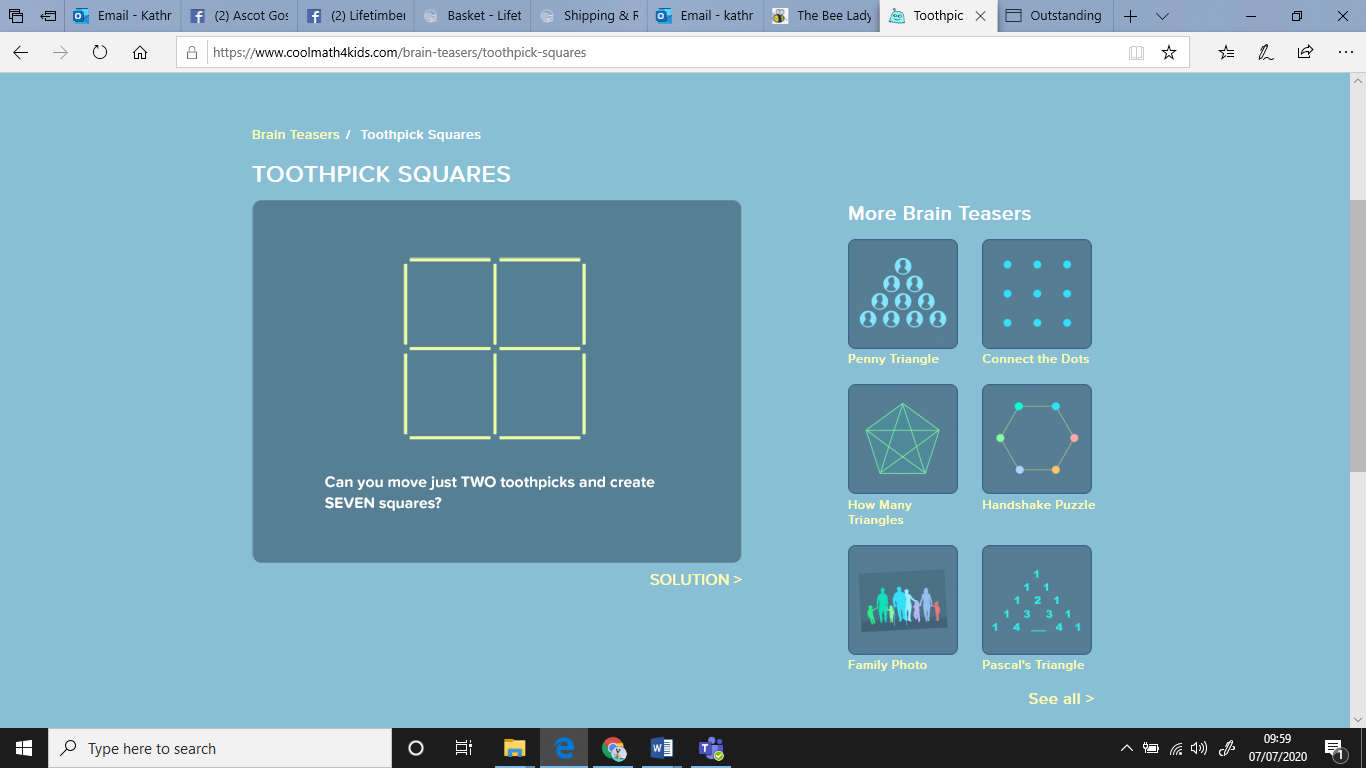 Email - Kathr
(2) Ascot Gos
(2) Lifetimber
Basket - Lifet
Shipping & R
Email - kathr
The Bee Lady
Toothpic
Outstanding
https://www.coolmath4kids.com/brain-teasers/toothpick-squares
Brain Teasers / Toothpick Squares
TOOTHPICK SQUARES
Can you move just TWO toothpicks and create
SEVEN squares?
SOLUTION >
More Brain Teasers
Penny Triangle
Connect the Dots
How Many
Triangles
Handshake Puzzle
1
1 1
1 2 1
1 3 3 1
1 4 __ 4 1
Family Photo
Pascal's Triangle
See all >
Type here to search
09:59
07/07/2020
1